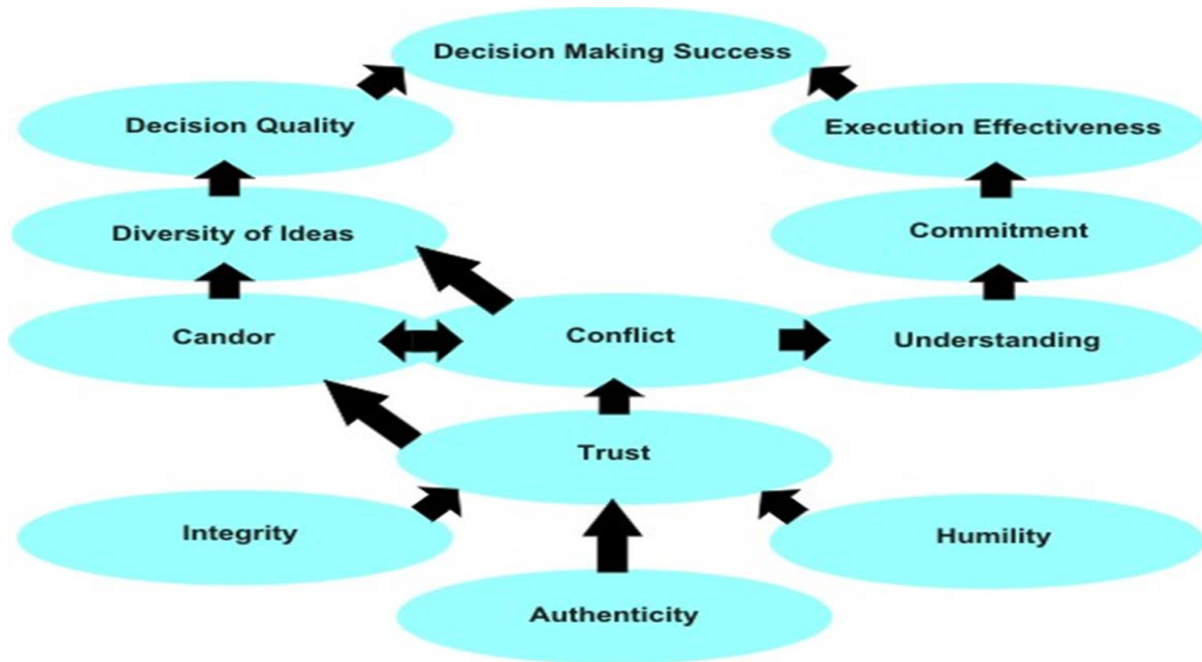 Decision Making Success
Decision Quality
Execution Effectiveness
Diversity of Ideas
Commitment
Candor
Conflict
Understanding
Trust
Integrity
Humility
Authenticity